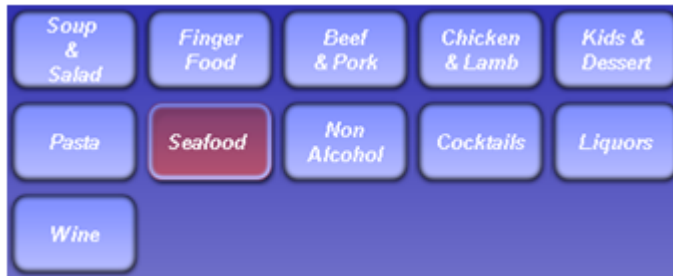 Soup
&
Salad
Finger
Food
Beef
& Pork
Chicken
& Lamb
Kids &
Dessert
Pasta
Seafood
Non
Alcohol
Cocktails
Liquors
Wine